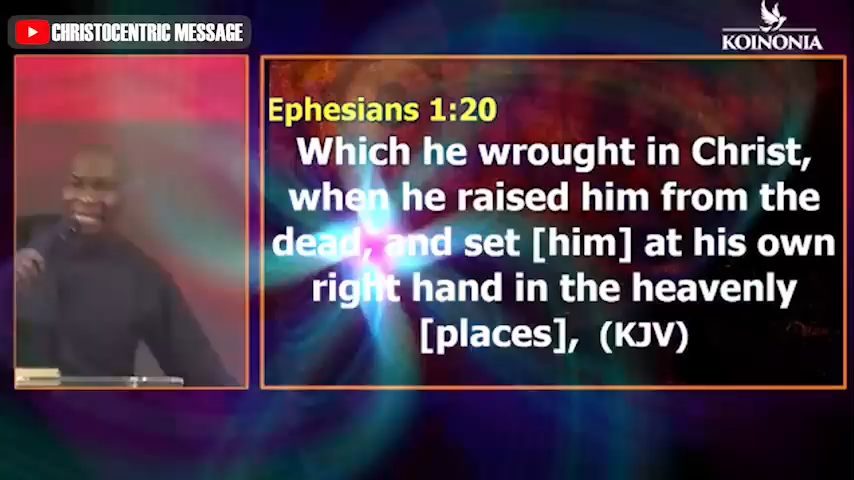 CHRISTOCENTRIC MESSAGE
KOINONIA
Ephesians 1:20
Which he wrought in Christ,
when he raised him from the
dead, and set [him] at his own
right hand in the heavenly
[places], (KJV)